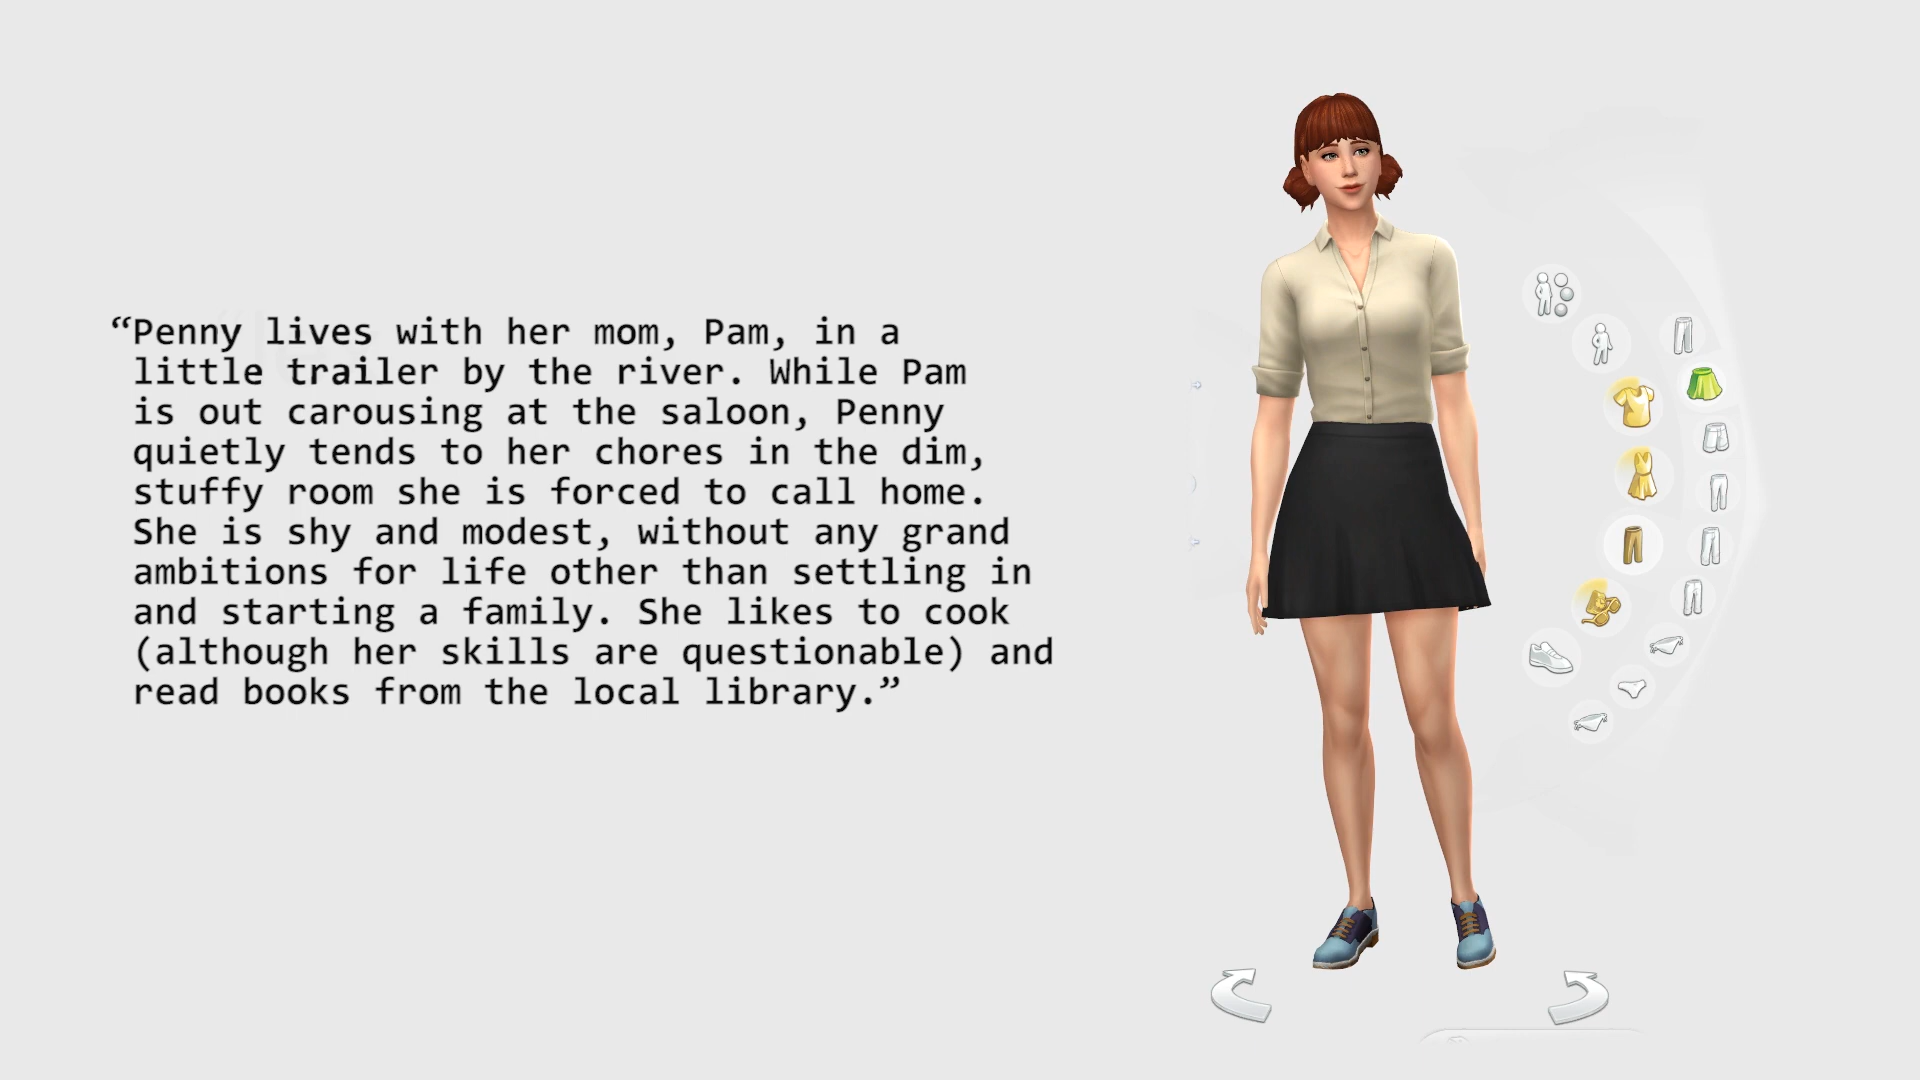 “Penny lives with her mom, Pam, in a
little trailer by the river. While Pam
is out carousing at the saloon, Penny
quietly tends to her chores in the dim,
stuffy room she is forced to call home.
She is shy and modest, without any grand
ambitions for life other than settling in
and starting a family. She likes to cook
(although her skills are questionable) and
read books from the local library.”